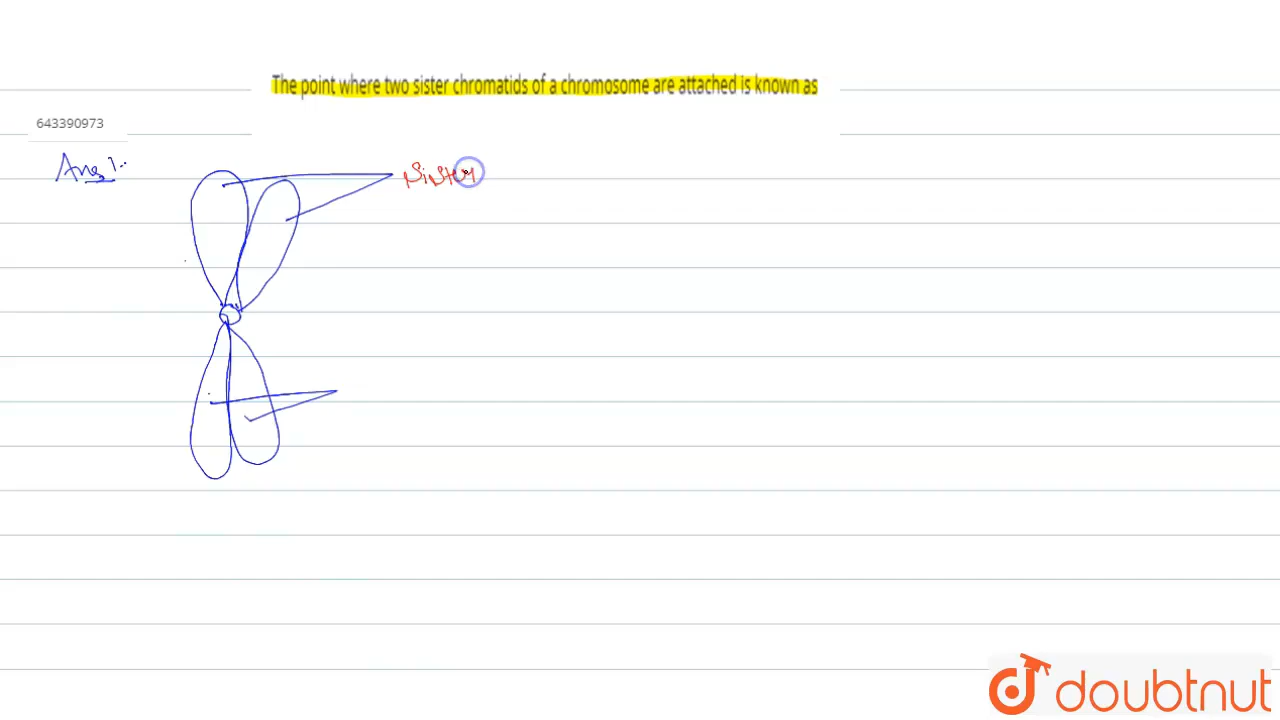 The point where two sister chromatids of a chromosome are attached is known as
643390973
Ans:-
Sister
doubtnut